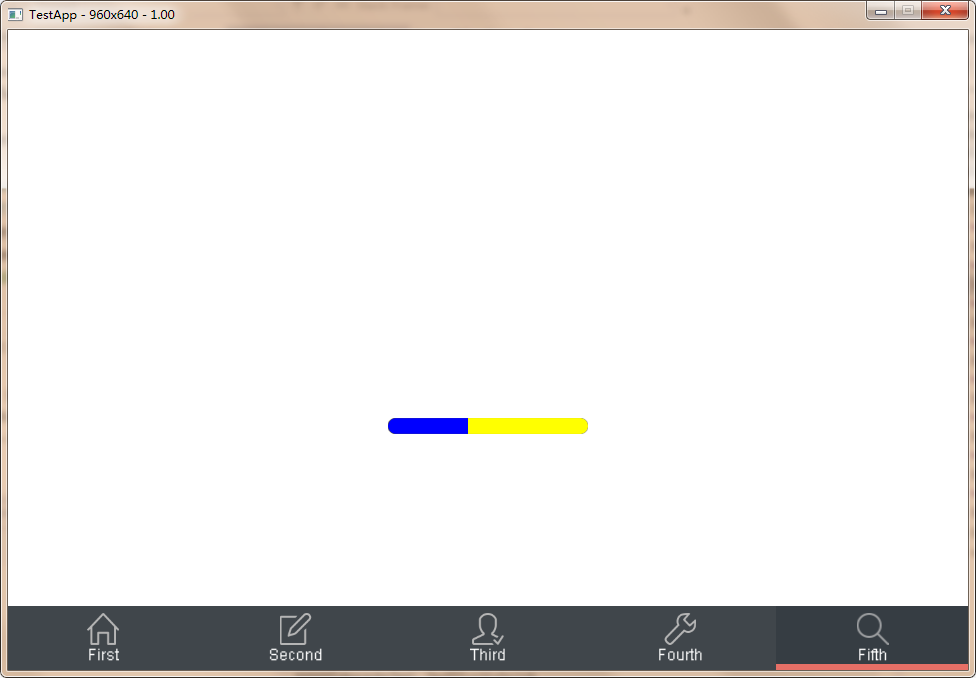 TestApp - 960x640 - 1.00
First
Second
Third
Fourth
Fifth